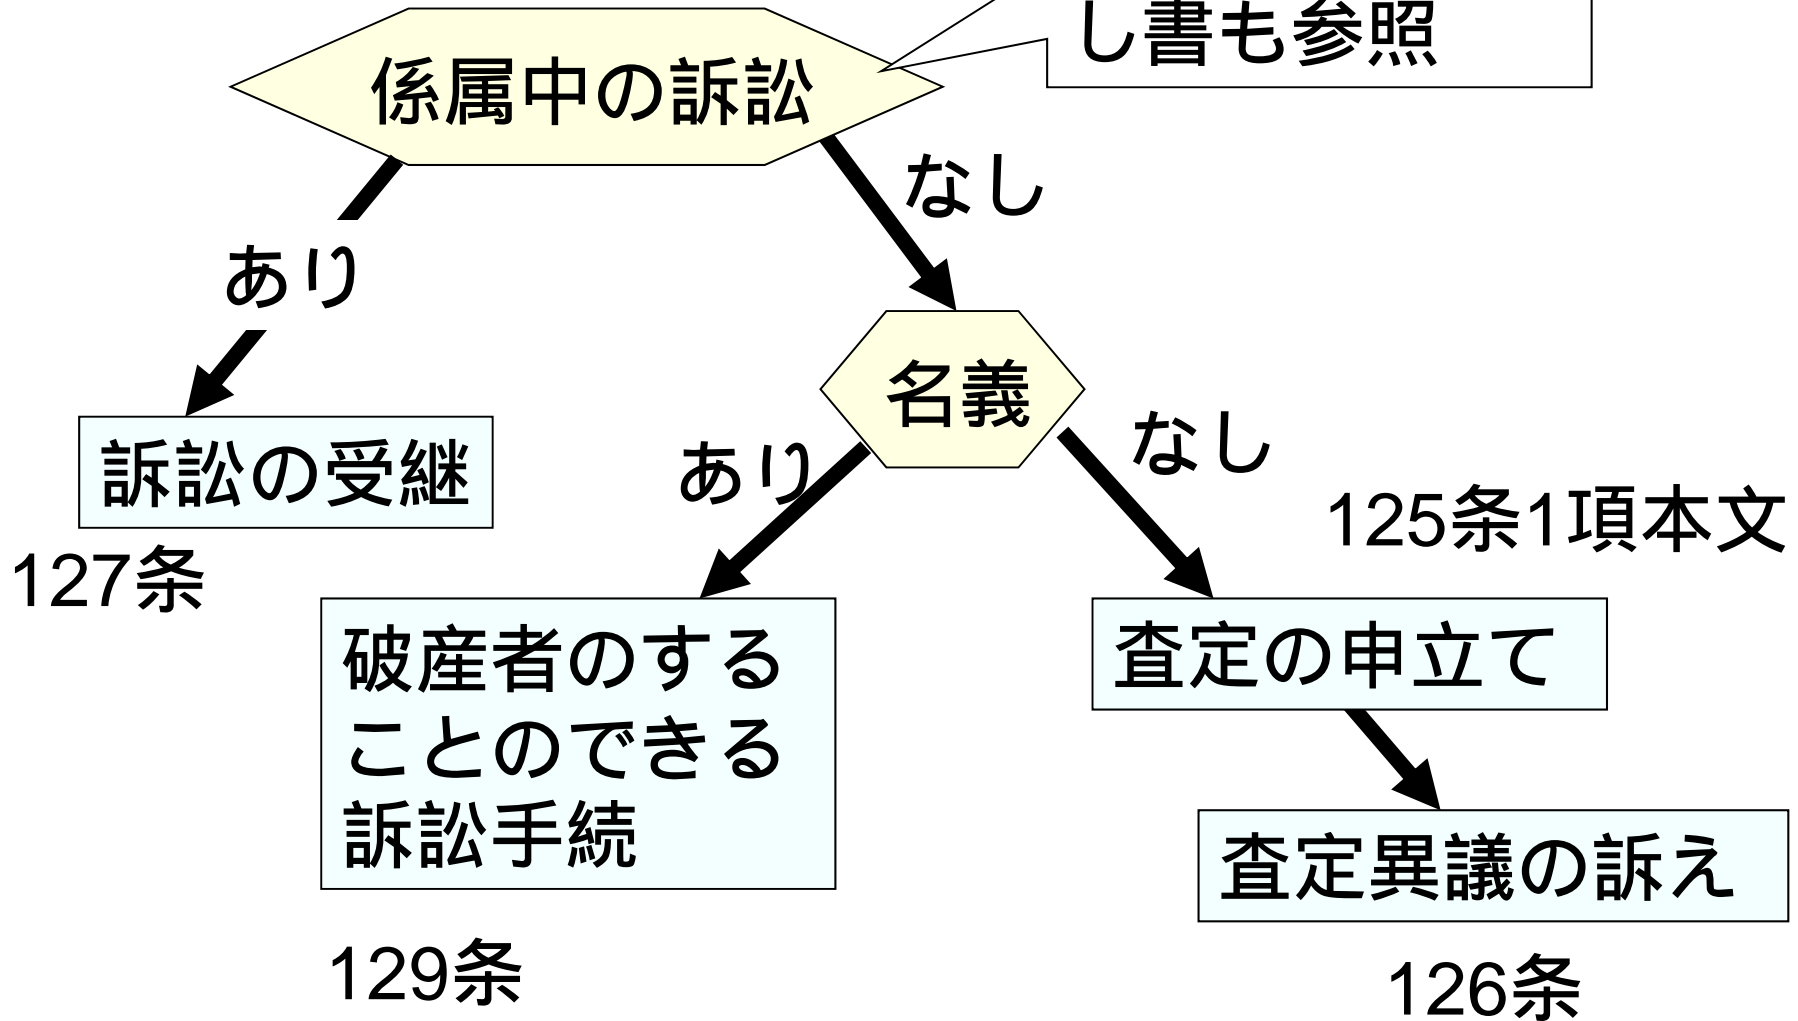 し書も参照
係属中の訴訟
なし
あり
名義
あり
なし
訴訟の受継
125条1項本文
127条
破産者のする
ことのできる
訴訟手続
査定の申立て
査定異議の訴え
129条
126条